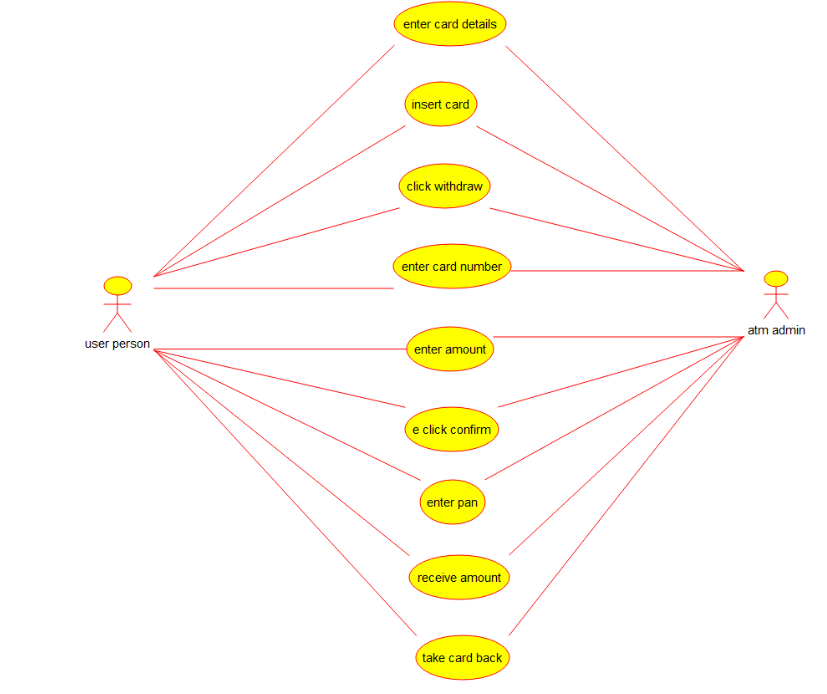 enter card details
insert card
click withdraw
enter card number
user person
atm admin
enter amount
e click confirm
enter pan
receive amount
take card back